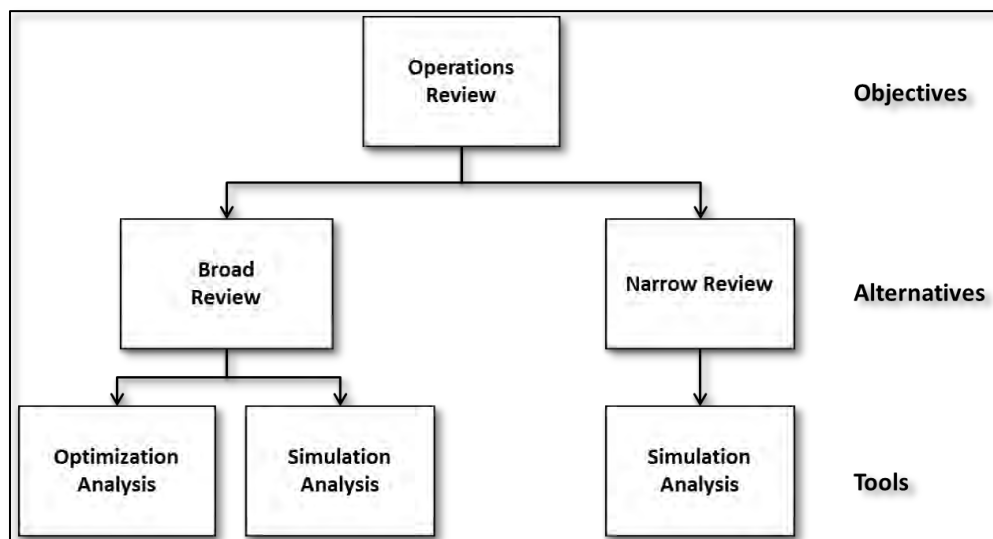 Operations
Review
Objectives
Broad
Review
Narrow Review
Alternatives
Optimization
Analysis
Simulation
Analysis
Simulation
Analysis
Tools